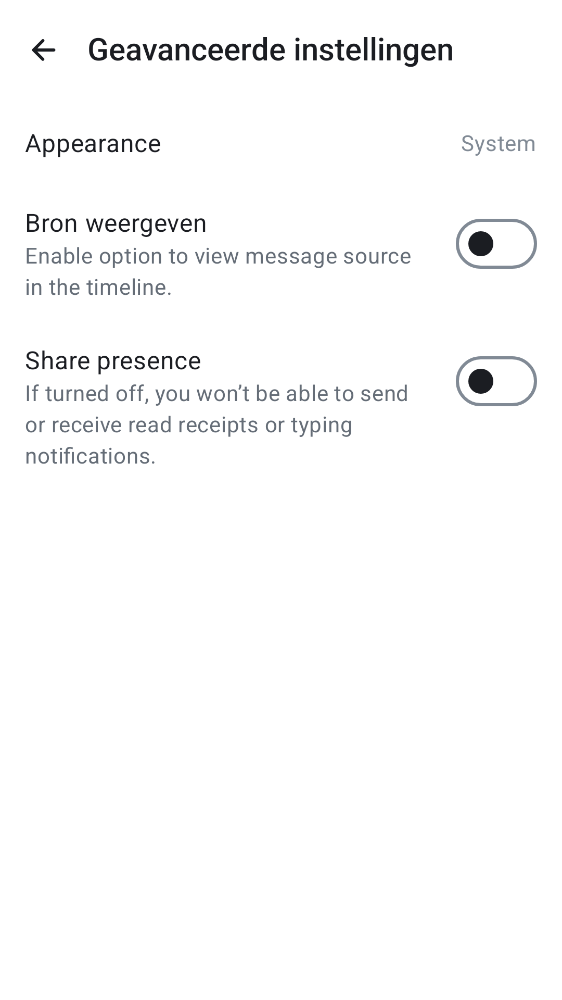 Geavanceerde instellingen
Appearance
System
Bron weergeven
Enable option to view message source
in the timeline.
Share presence
If turned off, you won’t be able to send
or receive read receipts or typing
notifications.